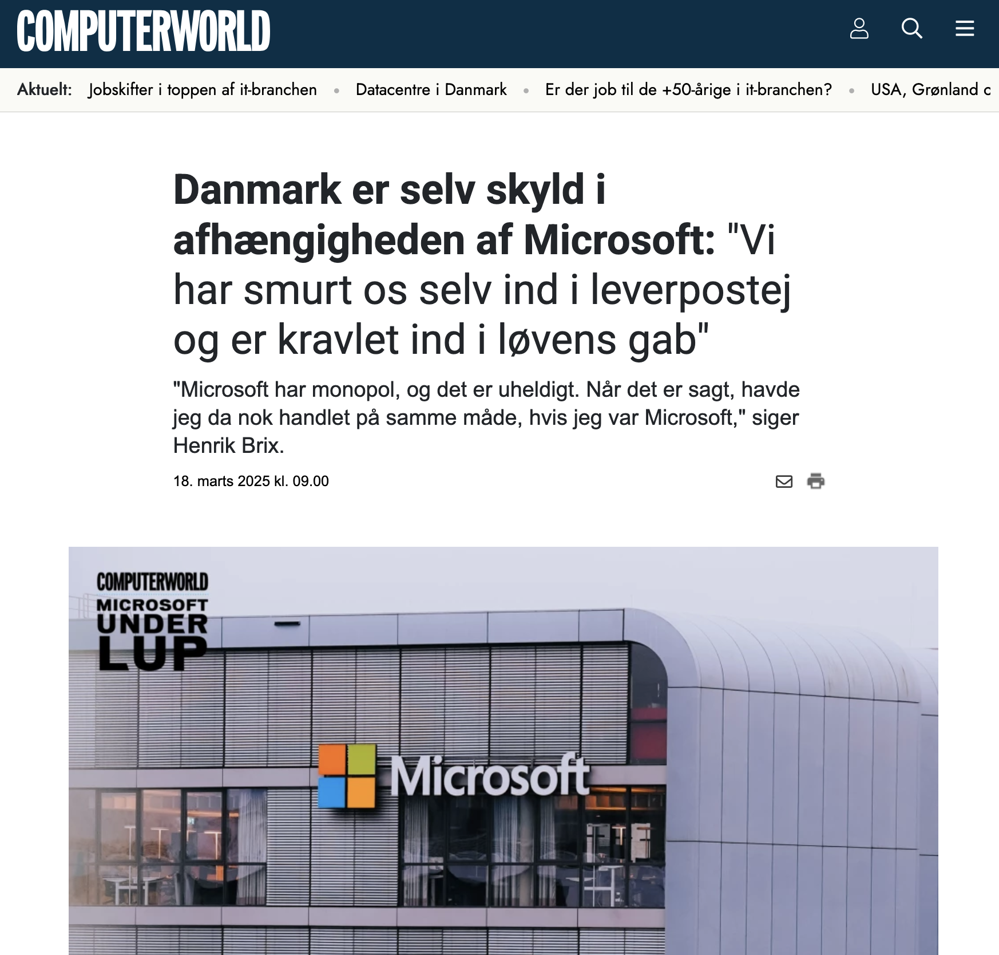 COMPUTERWORLD
Aktuelt: Jobskifter i toppen af it-branchen • Datacentre i Danmark • Er der job til de +50-årige i it-branchen? • USA, Grønland o
Danmark er selv skyld i
afhængigheden af Microsoft: "Vi
har smurt os selv ind i leverpostej
og er kravlet ind i løvens gab"
"Microsoft har monopol, og det er uheldigt. Når det er sagt, havde
jeg da nok handlet på samme måde, hvis jeg var Microsoft," siger
Henrik Brix.
18. marts 2025 kl. 09.00
COMPUTERWORLD
MICROSOFT
UNDER
LUP
Microsoft